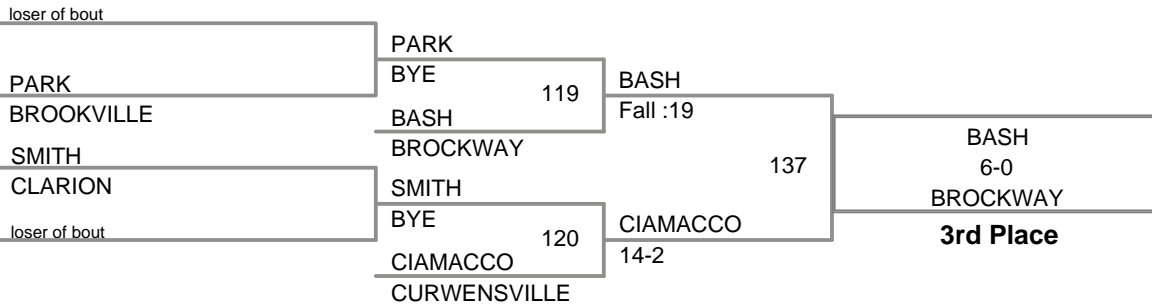 loser of bout
PARK
BROOKVILLE
SMITH
CLARION
loser of bout
PARK
BYE
119
BASH
BROCKWAY
SMITH
BYE
120
CIAMACCO
CURWENSVILLE
BASH
Fall :19
137
CIAMACCO
14-2
BASH
6-0
BROCKWAY
3rd Place